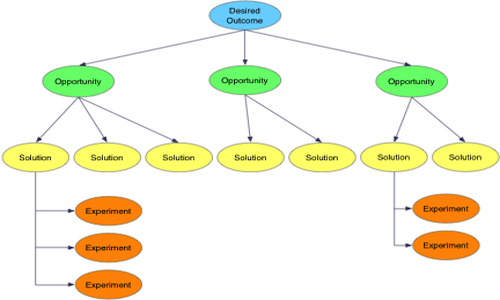 Desired
Outcome
Opportunity
Opportunity
Opportunity
Solution
Solution
Solution
Solution
Solution
Solution
Solution
Experiment
Experiment
Experiment
Experiment
Experiment